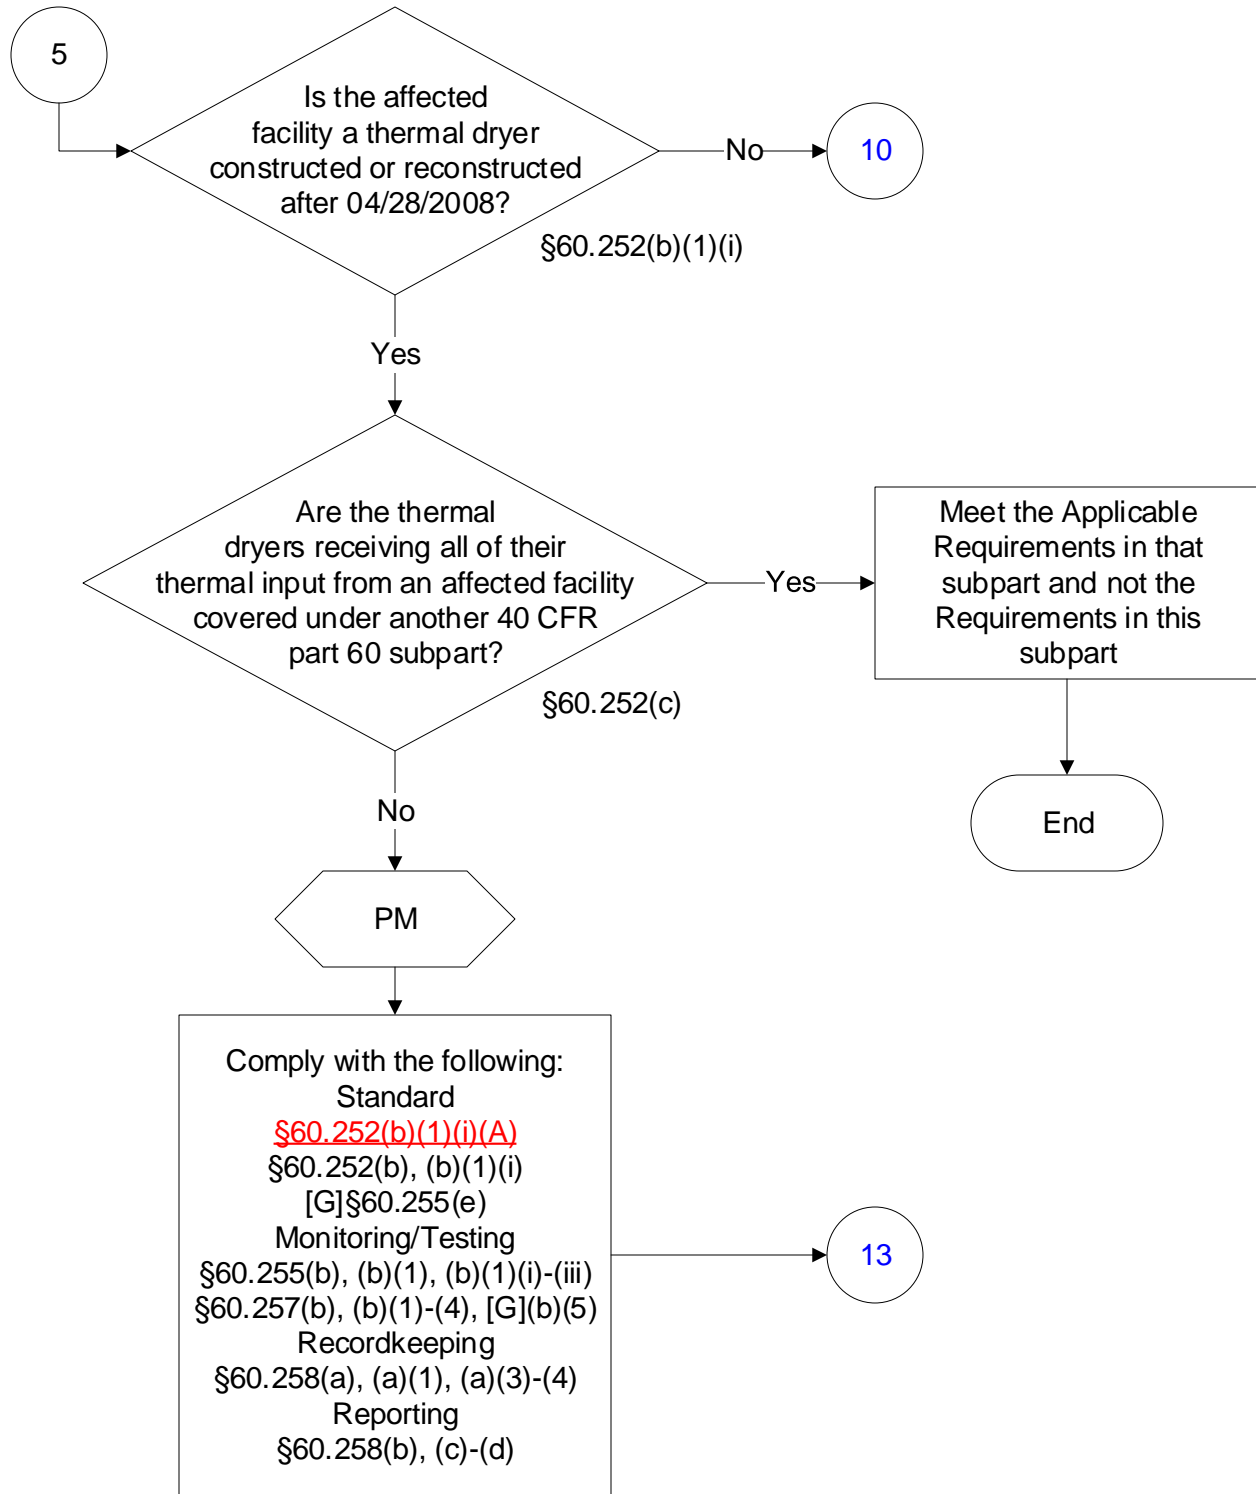 5
Is the affected
facility a thermal dryer
constructed or reconstructed
after 04/28/2008?
No
10
§60.252(b)(1)(i)
Yes
Are the thermal
dryers receiving all of their
thermal input from an affected facility
covered under another 40 CFR
part 60 subpart?
§60.252(c)
Yes
Meet the Applicable
Requirements in that
subpart and not the
Requirements in this
subpart
End
No
PM
Comply with the following:
Standard
§60.252(b)(1)(i)(A)
§60.252(b), (b)(1)(i)
[G]§60.255(e)
Monitoring/Testing
§60.255(b), (b)(1), (b)(1)(i)-(iii)
§60.257(b), (b)(1)-(4), [G](b)(5)
Recordkeeping
§60.258(a), (a)(1), (a)(3)-(4)
Reporting
§60.258(b), (c)-(d)
13